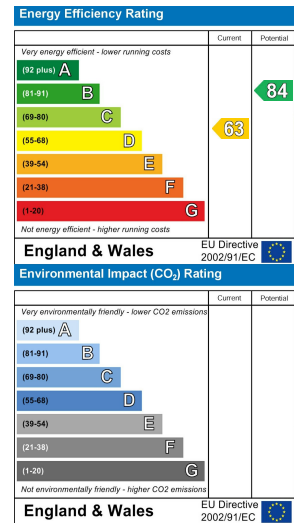 Energy Efficiency Rating
Current Potential
Very energy efficient - lower running costs
(92 plus) A
(81-91) B
84
(69-80) C
63
(55-68) D
(39-54) E
(21-38) F
(1-20) G
Not energy efficient - higher running costs
England & Wales
EU Directive
2002/91/EC
Environmental Impact (CO₂) Rating
Current Potential
Very environmentally friendly - lower CO2 emissions
(92 plus) A
(81-91) B
(69-80) C
(55-68) D
(39-54) E
(21-38) F
(1-20) G
Not environmentally friendly - higher CO2 emissions
England & Wales
EU Directive
2002/91/EC